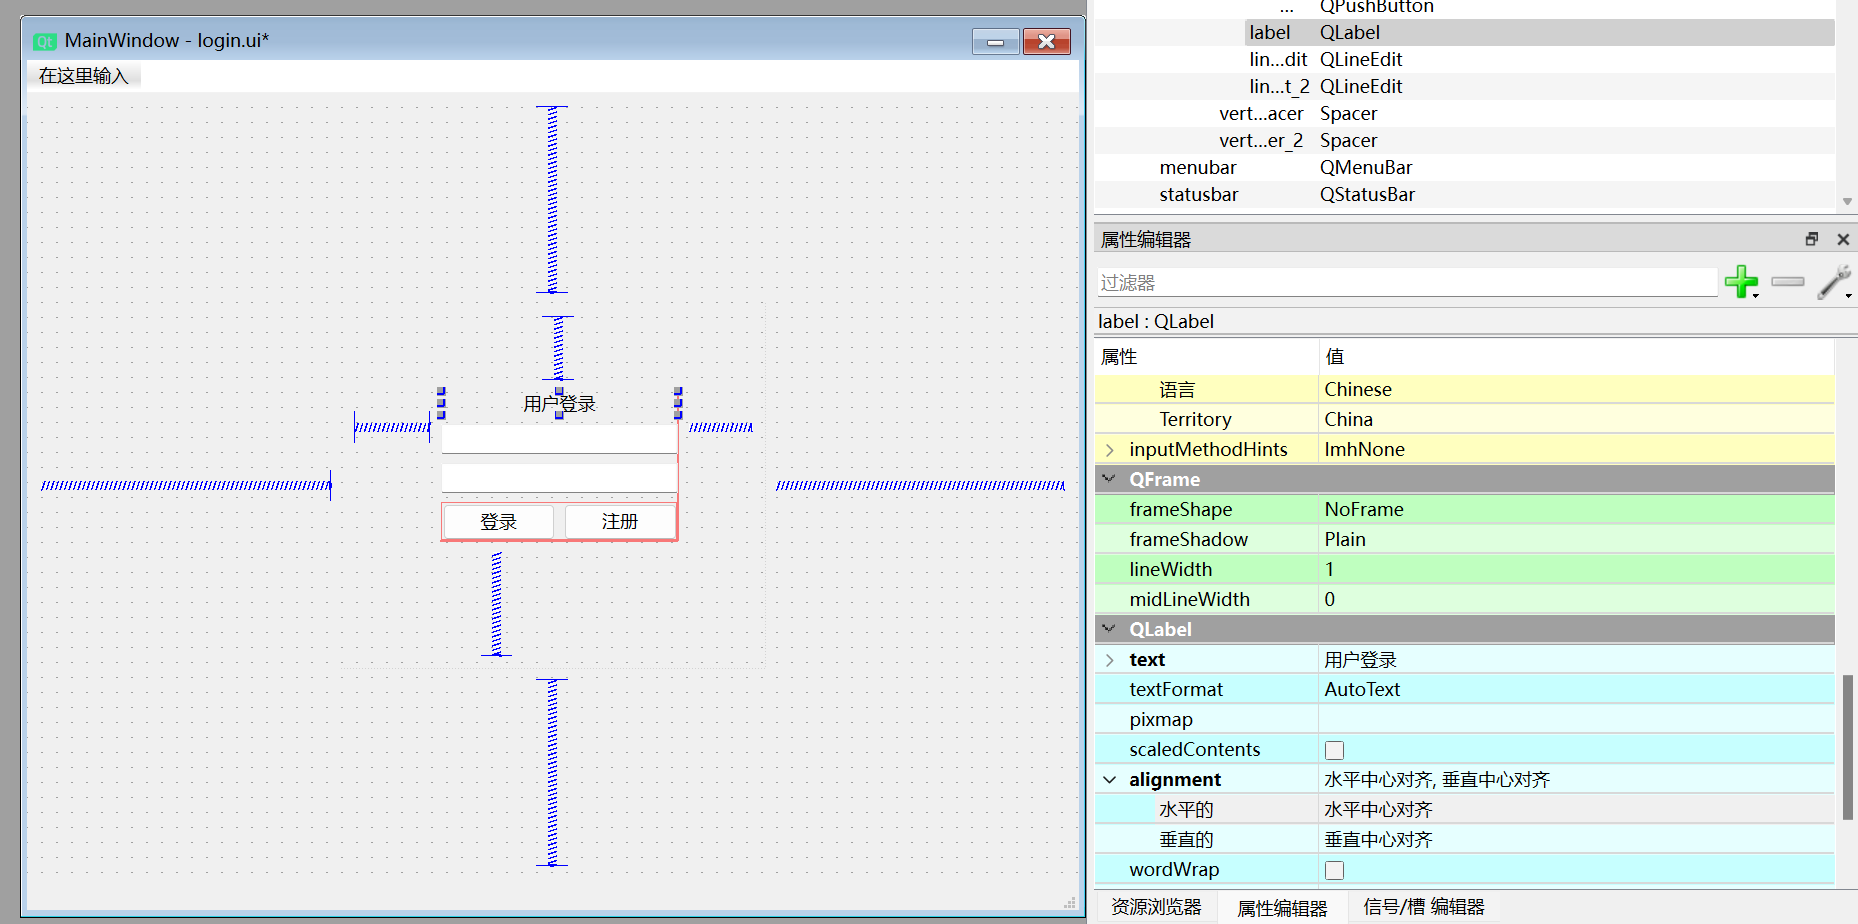 MainWindow - login.ui*
在这里输入
用户登录
登录 注册
... QPushButton
label QLabel
lin...dit QLineEdit
lin...t_2 QLineEdit
vert...acer Spacer
vert...er_2 Spacer
menubar QMenuBar
statusbar QStatusBar
属性编辑器
过滤器
label : QLabel
属性 值
语言 Chinese
Territory China
inputMethodHints ImhNone
QFrame
frameShape NoFrame
frameShadow Plain
lineWidth 1
midLineWidth 0
QLabel
text 用户登录
textFormat AutoText
pixmap
scaledContents
alignment 水平中心对齐, 垂直中心对齐
水平的 水平中心对齐
垂直的 垂直中心对齐
wordWrap
资源浏览器 属性编辑器 信号/槽 编辑器